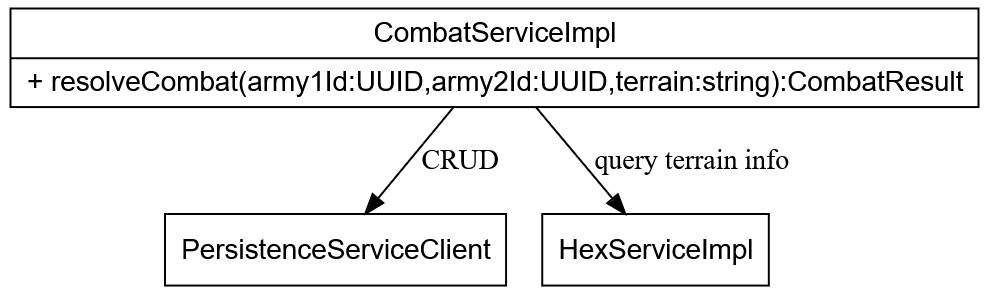 CombatServiceImpl
+ resolveCombat(army1Id:UUID,army2Id:UUID,terrain:string):CombatResult
CRUD
query terrain info
PersistenceServiceClient
HexServiceImpl